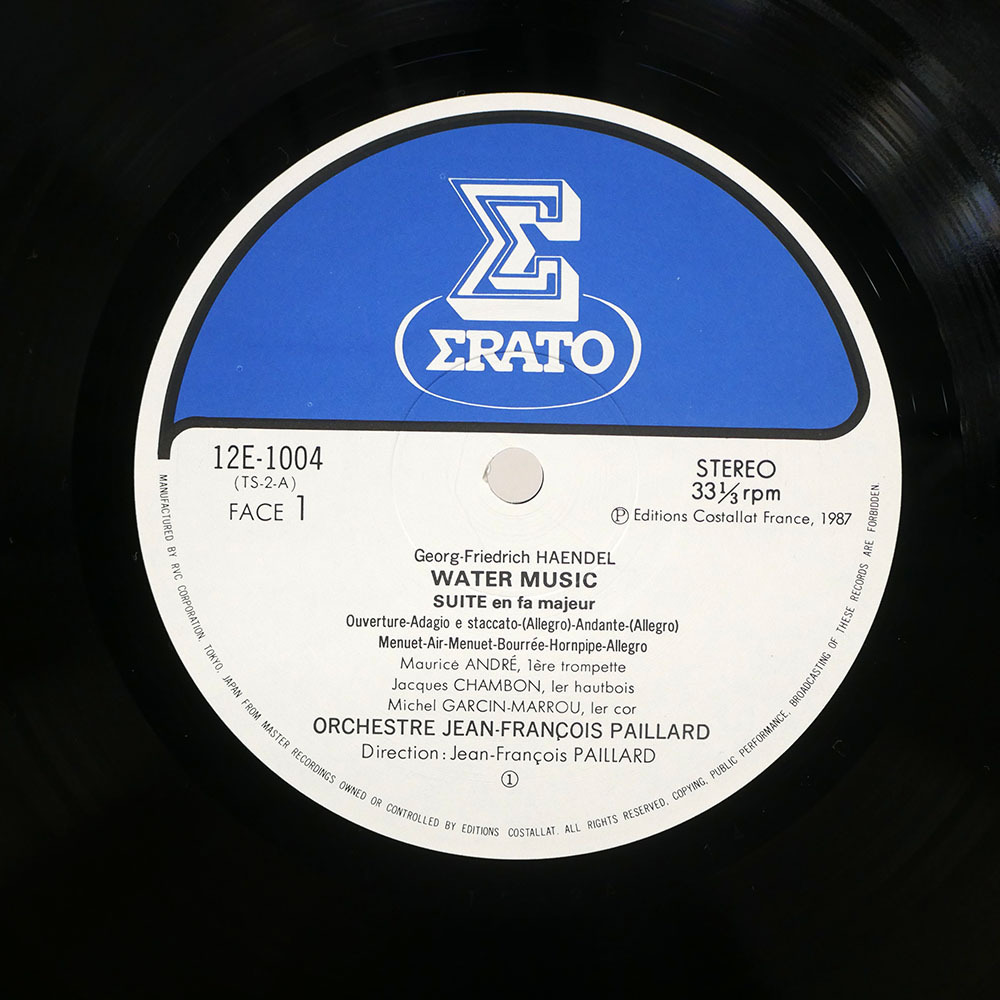 Σ
ΣRATO
12E-1004
(TS-2-A)
FACE 1
STEREO
33⅓ rpm
Ⓟ Editions Costallat France, 1987
Georg-Friedrich HAENDEL
WATER MUSIC
SUITE en fa majeur
Ouverture-Adagio e staccato-(Allegro)-Andante-(Allegro)
Menuet-Air-Menuet-Bourrée-Hornpipe-Allegro
Maurice ANDRÉ, 1ère trompette
Jacques CHAMBON, ler hautbois
Michel GARCIN-MARROU, ler cor
ORCHESTRE JEAN-FRANÇOIS PAILLARD
Direction : Jean-François PAILLARD
①
MANUFACTURED BY RVC CORPORATION, TOKYO, JAPAN FROM MASTER RECORDINGS OWNED OR CONTROLLED BY EDITIONS COSTALLAT. ALL RIGHTS RESERVED, COPYING, PUBLIC PERFORMANCE, BROADCASTING OF THESE RECORDS ARE FORBIDDEN.